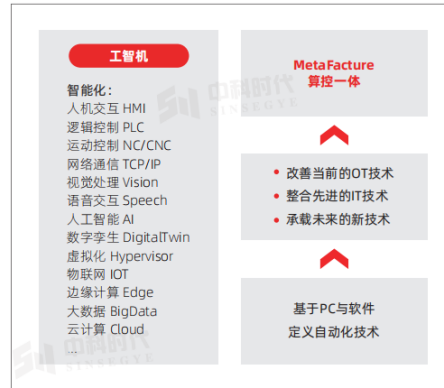 工智机
智能化：
人机交互 HMI
逻辑控制 PLC
运动控制 NC/CNC
网络通信 TCP/IP
视觉处理 Vision
语音交互 Speech
人工智能 AI
数字孪生 DigitalTwin
虚拟化 Hypervisor
物联网 IOT
边缘计算 Edge
大数据 BigData
云计算 Cloud
...
MetaFacture
算控一体
• 改善当前的OT技术
• 整合先进的IT技术
• 承载未来的新技术
基于PC与软件
定义自动化技术
中科时代
SINSEGYE
中科时代
SINSEGYE